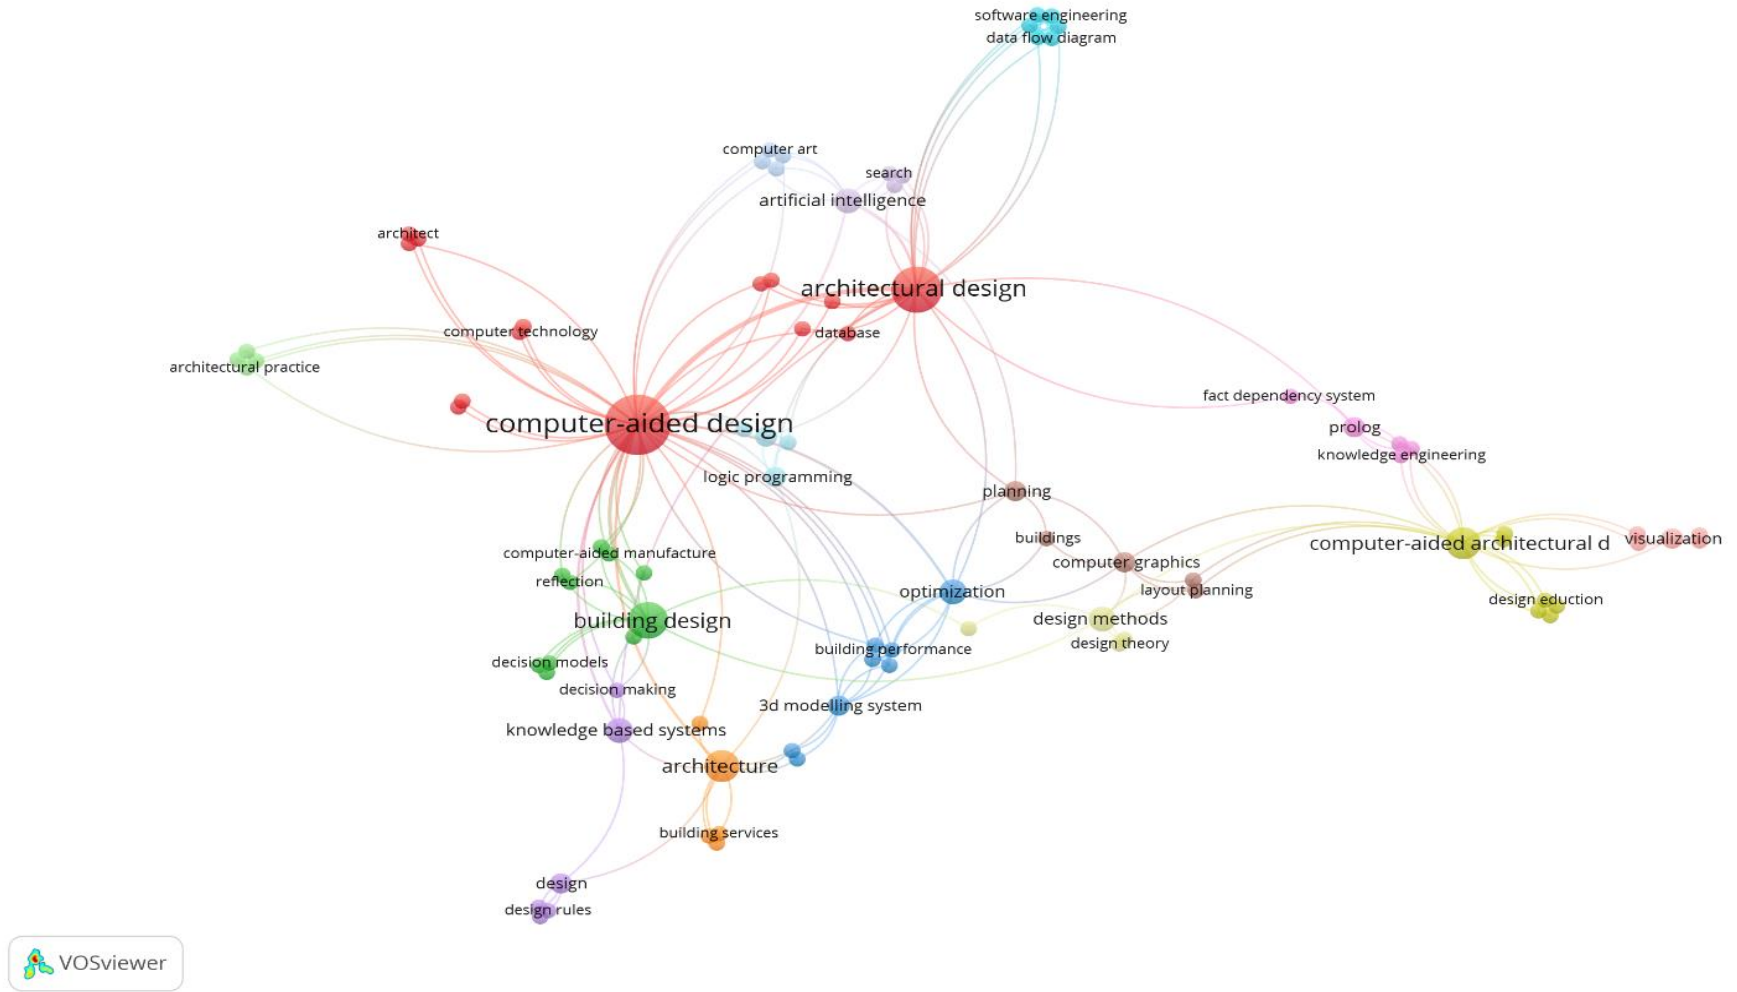 software engineering
data flow diagram
computer art
search
artificial intelligence
architect
architectural design
computer technology
database
architectural practice
fact dependency system
computer-aided design
prolog
knowledge engineering
logic programming
planning
buildings
visualization
computer-aided architectural d
computer-aided manufacture
computer graphics
reflection
optimization
layout planning
design eduction
building design
design methods
design theory
building performance
decision models
decision making
3d modelling system
knowledge based systems
architecture
building services
design
design rules
VOSviewer